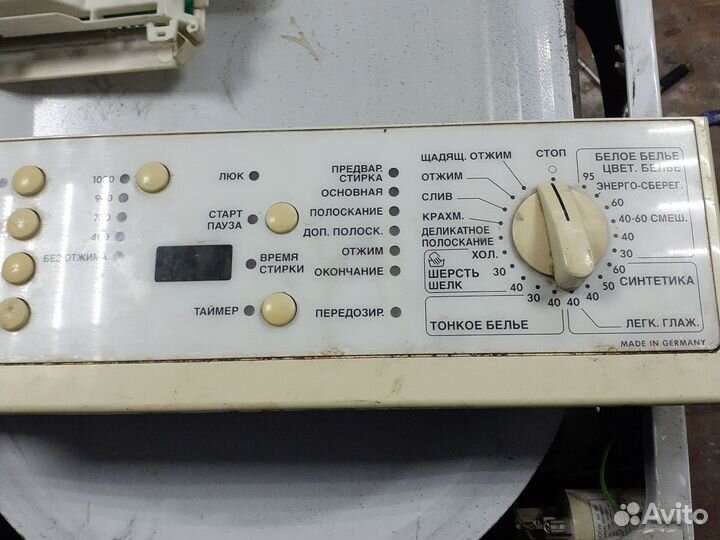 1000
900
700
400
БЕЗ ОТЖИМА
ЛЮК
СТАРТ
ПАУЗА
ВРЕМЯ
СТИРКИ
ТАЙМЕР
ПРЕДВАР.
СТИРКА
ОСНОВНАЯ
ПОЛОСКАНИЕ
ДОП. ПОЛОСК.
ОТЖИМ
ОКОНЧАНИЕ
ПЕРЕДОЗИР.
ЩАДЯЩ. ОТЖИМ
ОТЖИМ
СЛИВ
КРАХМ.
ДЕЛИКАТНОЕ
ПОЛОСКАНИЕ
ХОЛ.
ШЕРСТЬ
ШЕЛК
30
40
ТОНКОЕ БЕЛЬЕ
30
40
СТОП
БЕЛОЕ БЕЛЬЕ
ЦВЕТ. БЕЛЬЕ
95
ЭНЕРГО-СБЕРЕГ.
60
40-60 СМЕШ.
40
30
60
СИНТЕТИКА
50
40
40
ЛЕГК. ГЛАЖ.
MADE IN GERMANY
Avito